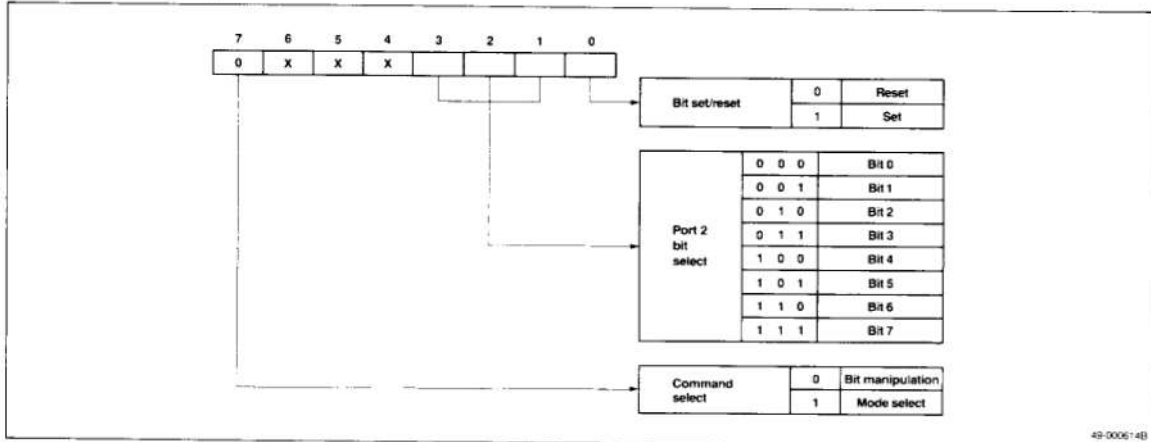 7 6 5 4 3 2 1 0
0 X X X
Bit set/reset
0 Reset
1 Set
Port 2
bit
select
0 0 0 Bit 0
0 0 1 Bit 1
0 1 0 Bit 2
0 1 1 Bit 3
1 0 0 Bit 4
1 0 1 Bit 5
1 1 0 Bit 6
1 1 1 Bit 7
Command
select
0 Bit manipulation
1 Mode select
49-000614B